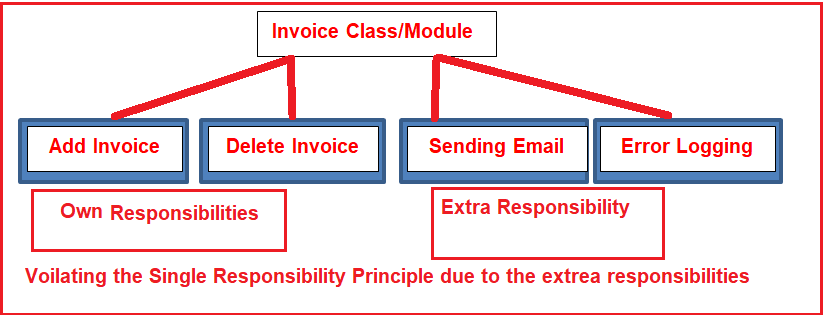 Invoice Class/Module
Add Invoice
Delete Invoice
Sending Email
Error Logging
Own Responsibilities
Extra Responsibility
Voilating the Single Responsibility Principle due to the extrea responsibilities